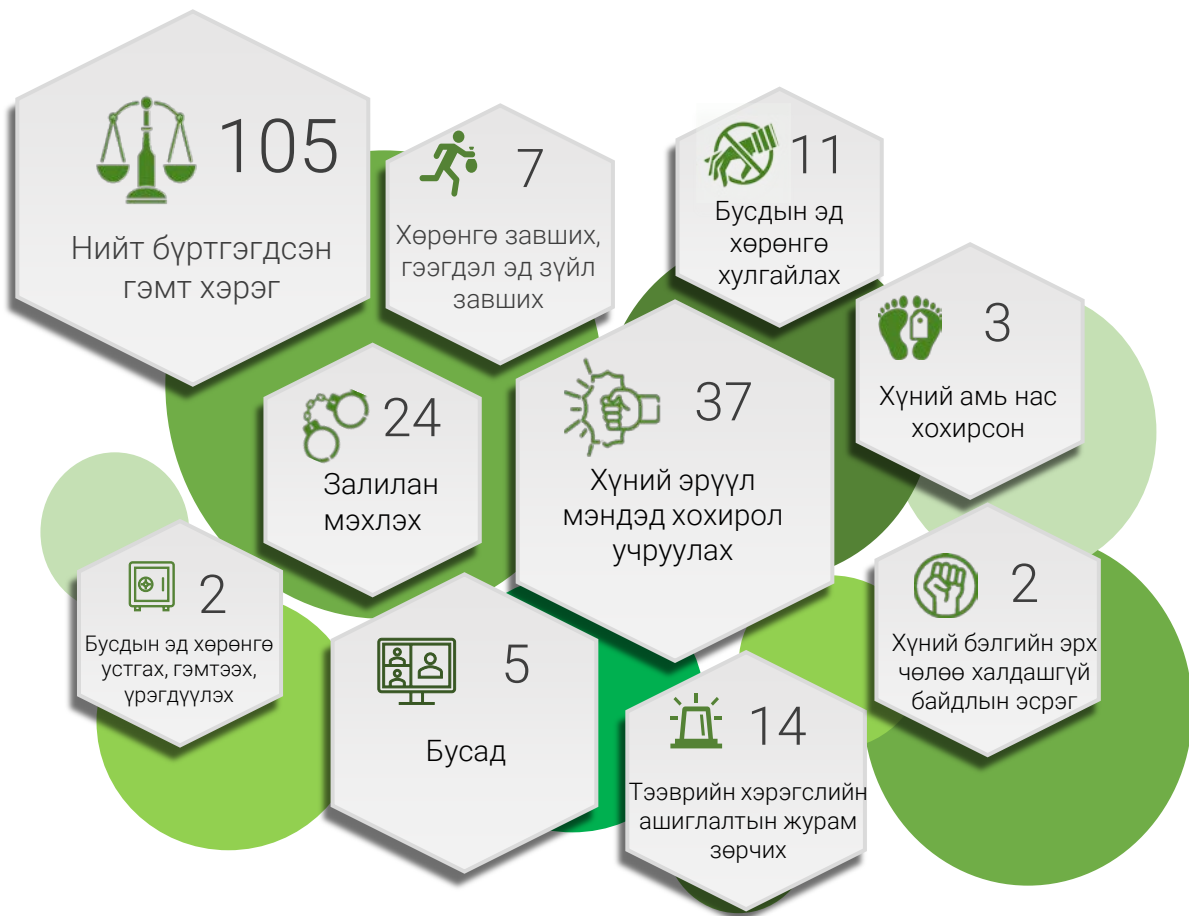 105
Нийт бүртгэгдсэн
гэмт хэрэг
7
Хөрөнгө завших,
гээгдэл эд зүйл
завших
11
Бусдын эд
хөрөнгө
хулгайлах
3
Хүний амь нас
хохирсон
24
Залилан
мэхлэх
37
Хүний эрүүл
мэндэд хохирол
учруулах
2
Бусдын эд хөрөнгө
устгах, гэмтээх,
үрэгдүүлэх
5
Бусад
14
Тээврийн хэрэгслийн
ашиглалтын журам
зөрчих
2
Хүний бэлгийн эрх
чөлөө халдашгүй
байдлын эсрэг